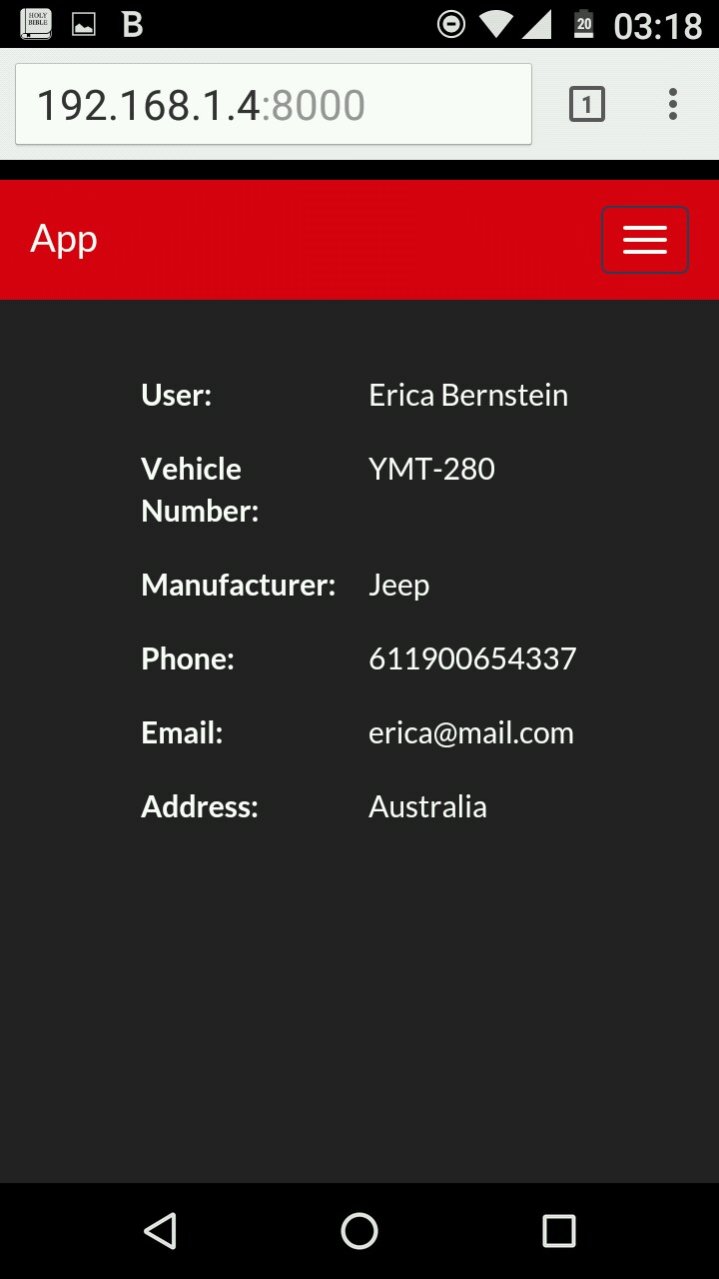 HOLY BIBLE B 20 03:18
192.168.1.4:8000 1
App
User: Erica Bernstein
Vehicle Number: YMT-280
Manufacturer: Jeep
Phone: 611900654337
Email: erica@mail.com
Address: Australia